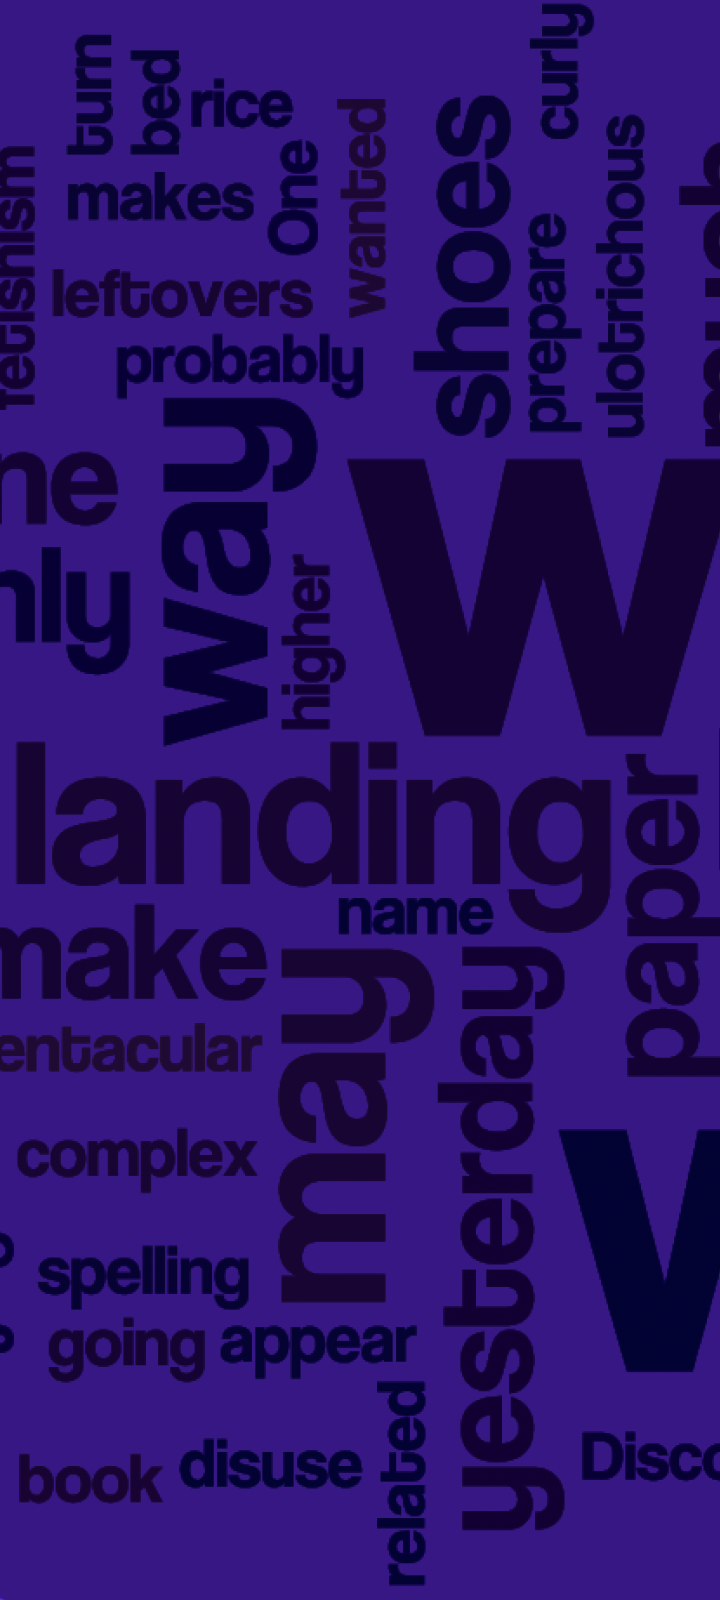 turn
bed
rice
curly
makes
One
wanted
shoes
ulotrichous
fetishism
leftovers
prepare
probably
ne
way
W
nly
higher
landing
paper
name
make
may
yesterday
entacular
complex
spelling
going
appear
related
book
disuse
Disco